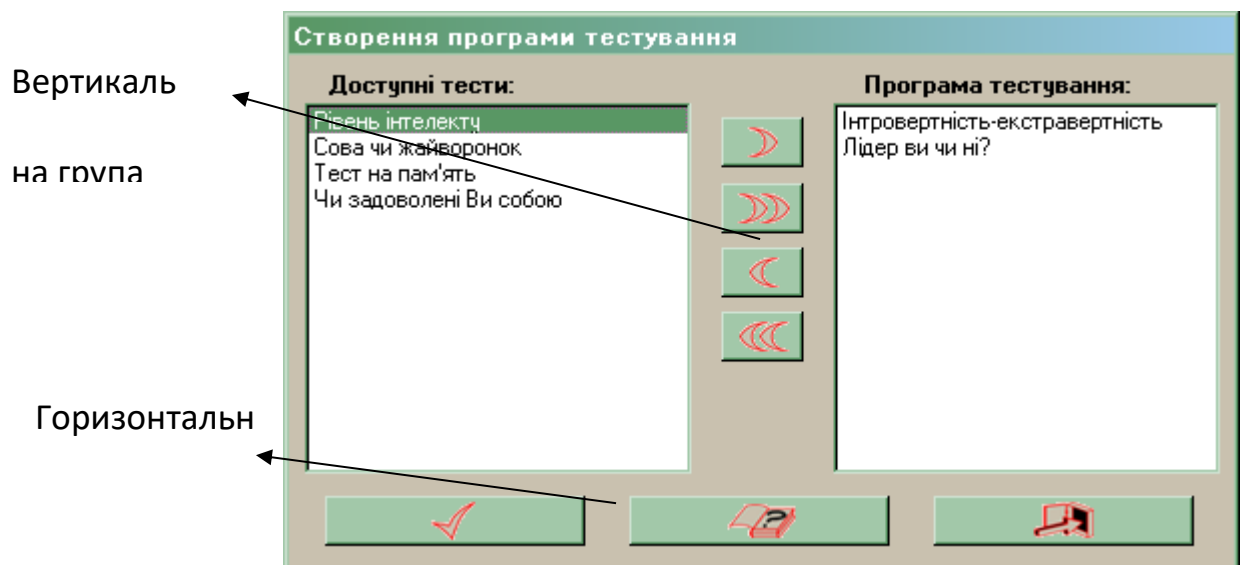 Створення програми тестування
Вертикаль
на група
Доступні тести:
Рівень інтелекту
Сова чи жайворонок
Тест на пам'ять
Чи задоволені Ви собою
Програма тестування:
Інтровертність-екстравертність
Лідер ви чи ні?
Горизонтальн
?